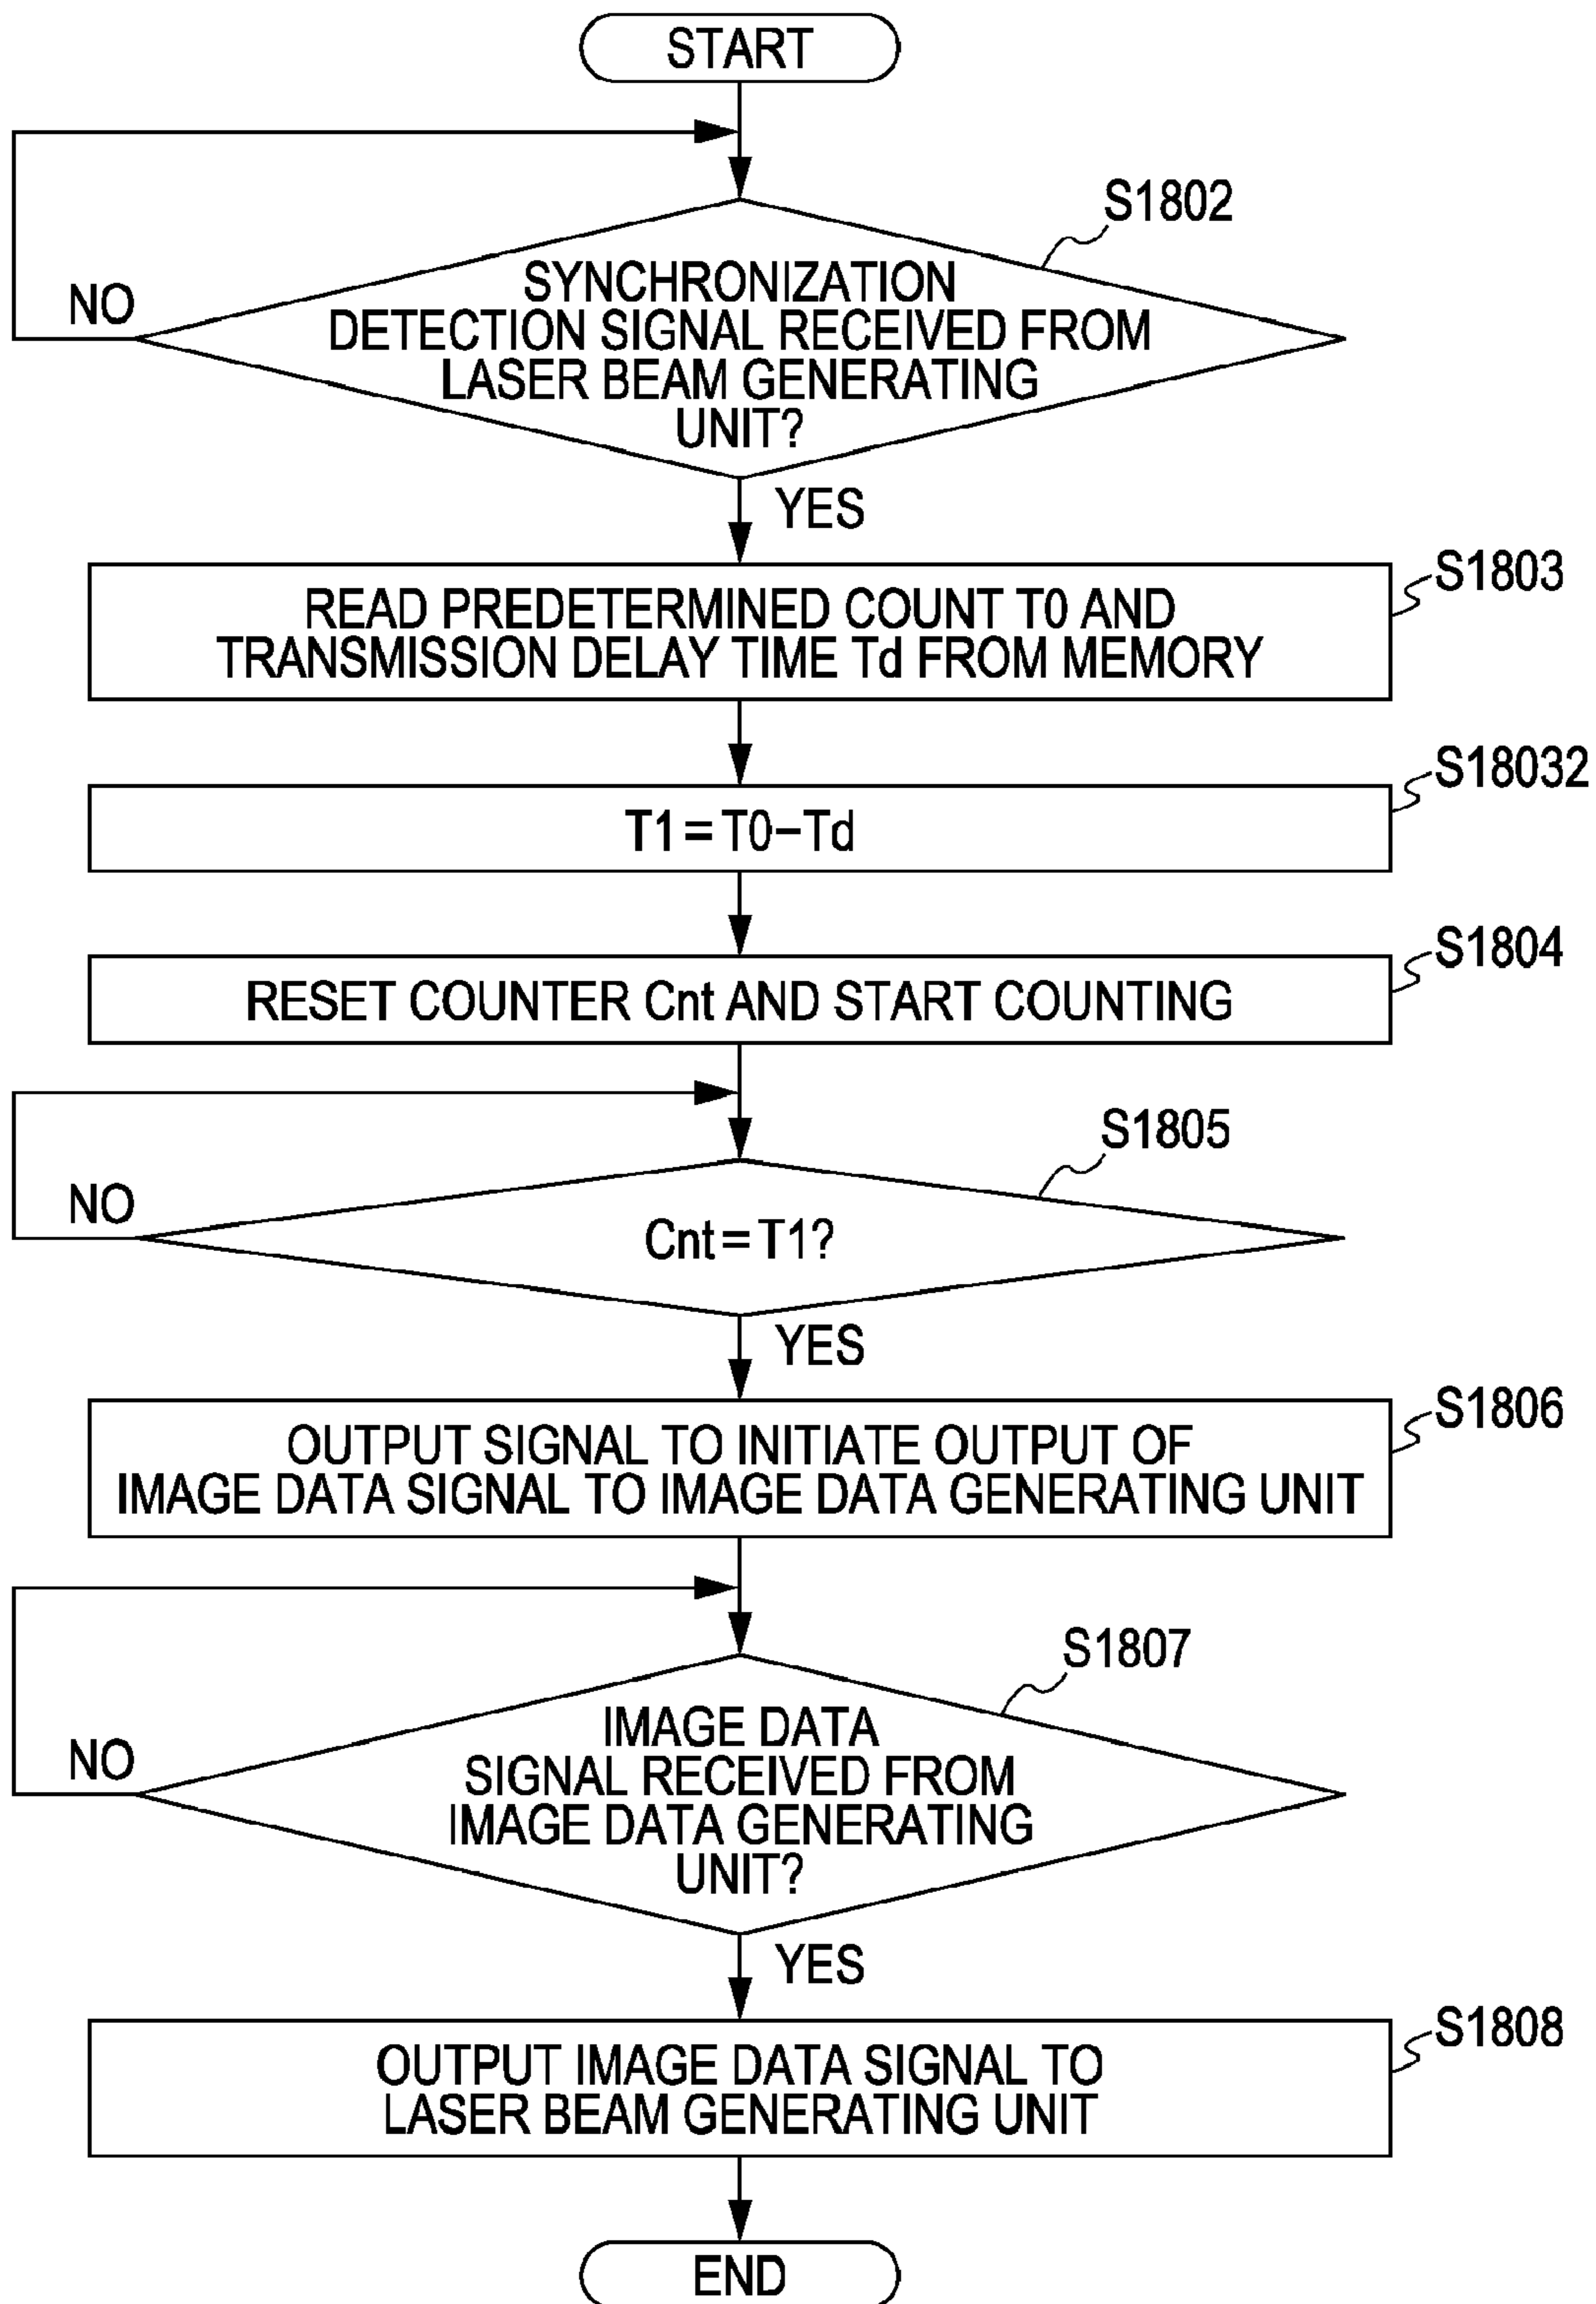 START
S1802
SYNCHRONIZATION
DETECTION SIGNAL RECEIVED FROM
LASER BEAM GENERATING
UNIT?
NO
YES
S1803
READ PREDETERMINED COUNT T0 AND
TRANSMISSION DELAY TIME Td FROM MEMORY
S18032
T1=T0−Td
S1804
RESET COUNTER Cnt AND START COUNTING
S1805
NO
Cnt=T1?
YES
S1806
OUTPUT SIGNAL TO INITIATE OUTPUT OF
IMAGE DATA SIGNAL TO IMAGE DATA GENERATING UNIT
S1807
IMAGE DATA
SIGNAL RECEIVED FROM
IMAGE DATA GENERATING
UNIT?
NO
YES
S1808
OUTPUT IMAGE DATA SIGNAL TO
LASER BEAM GENERATING UNIT
END